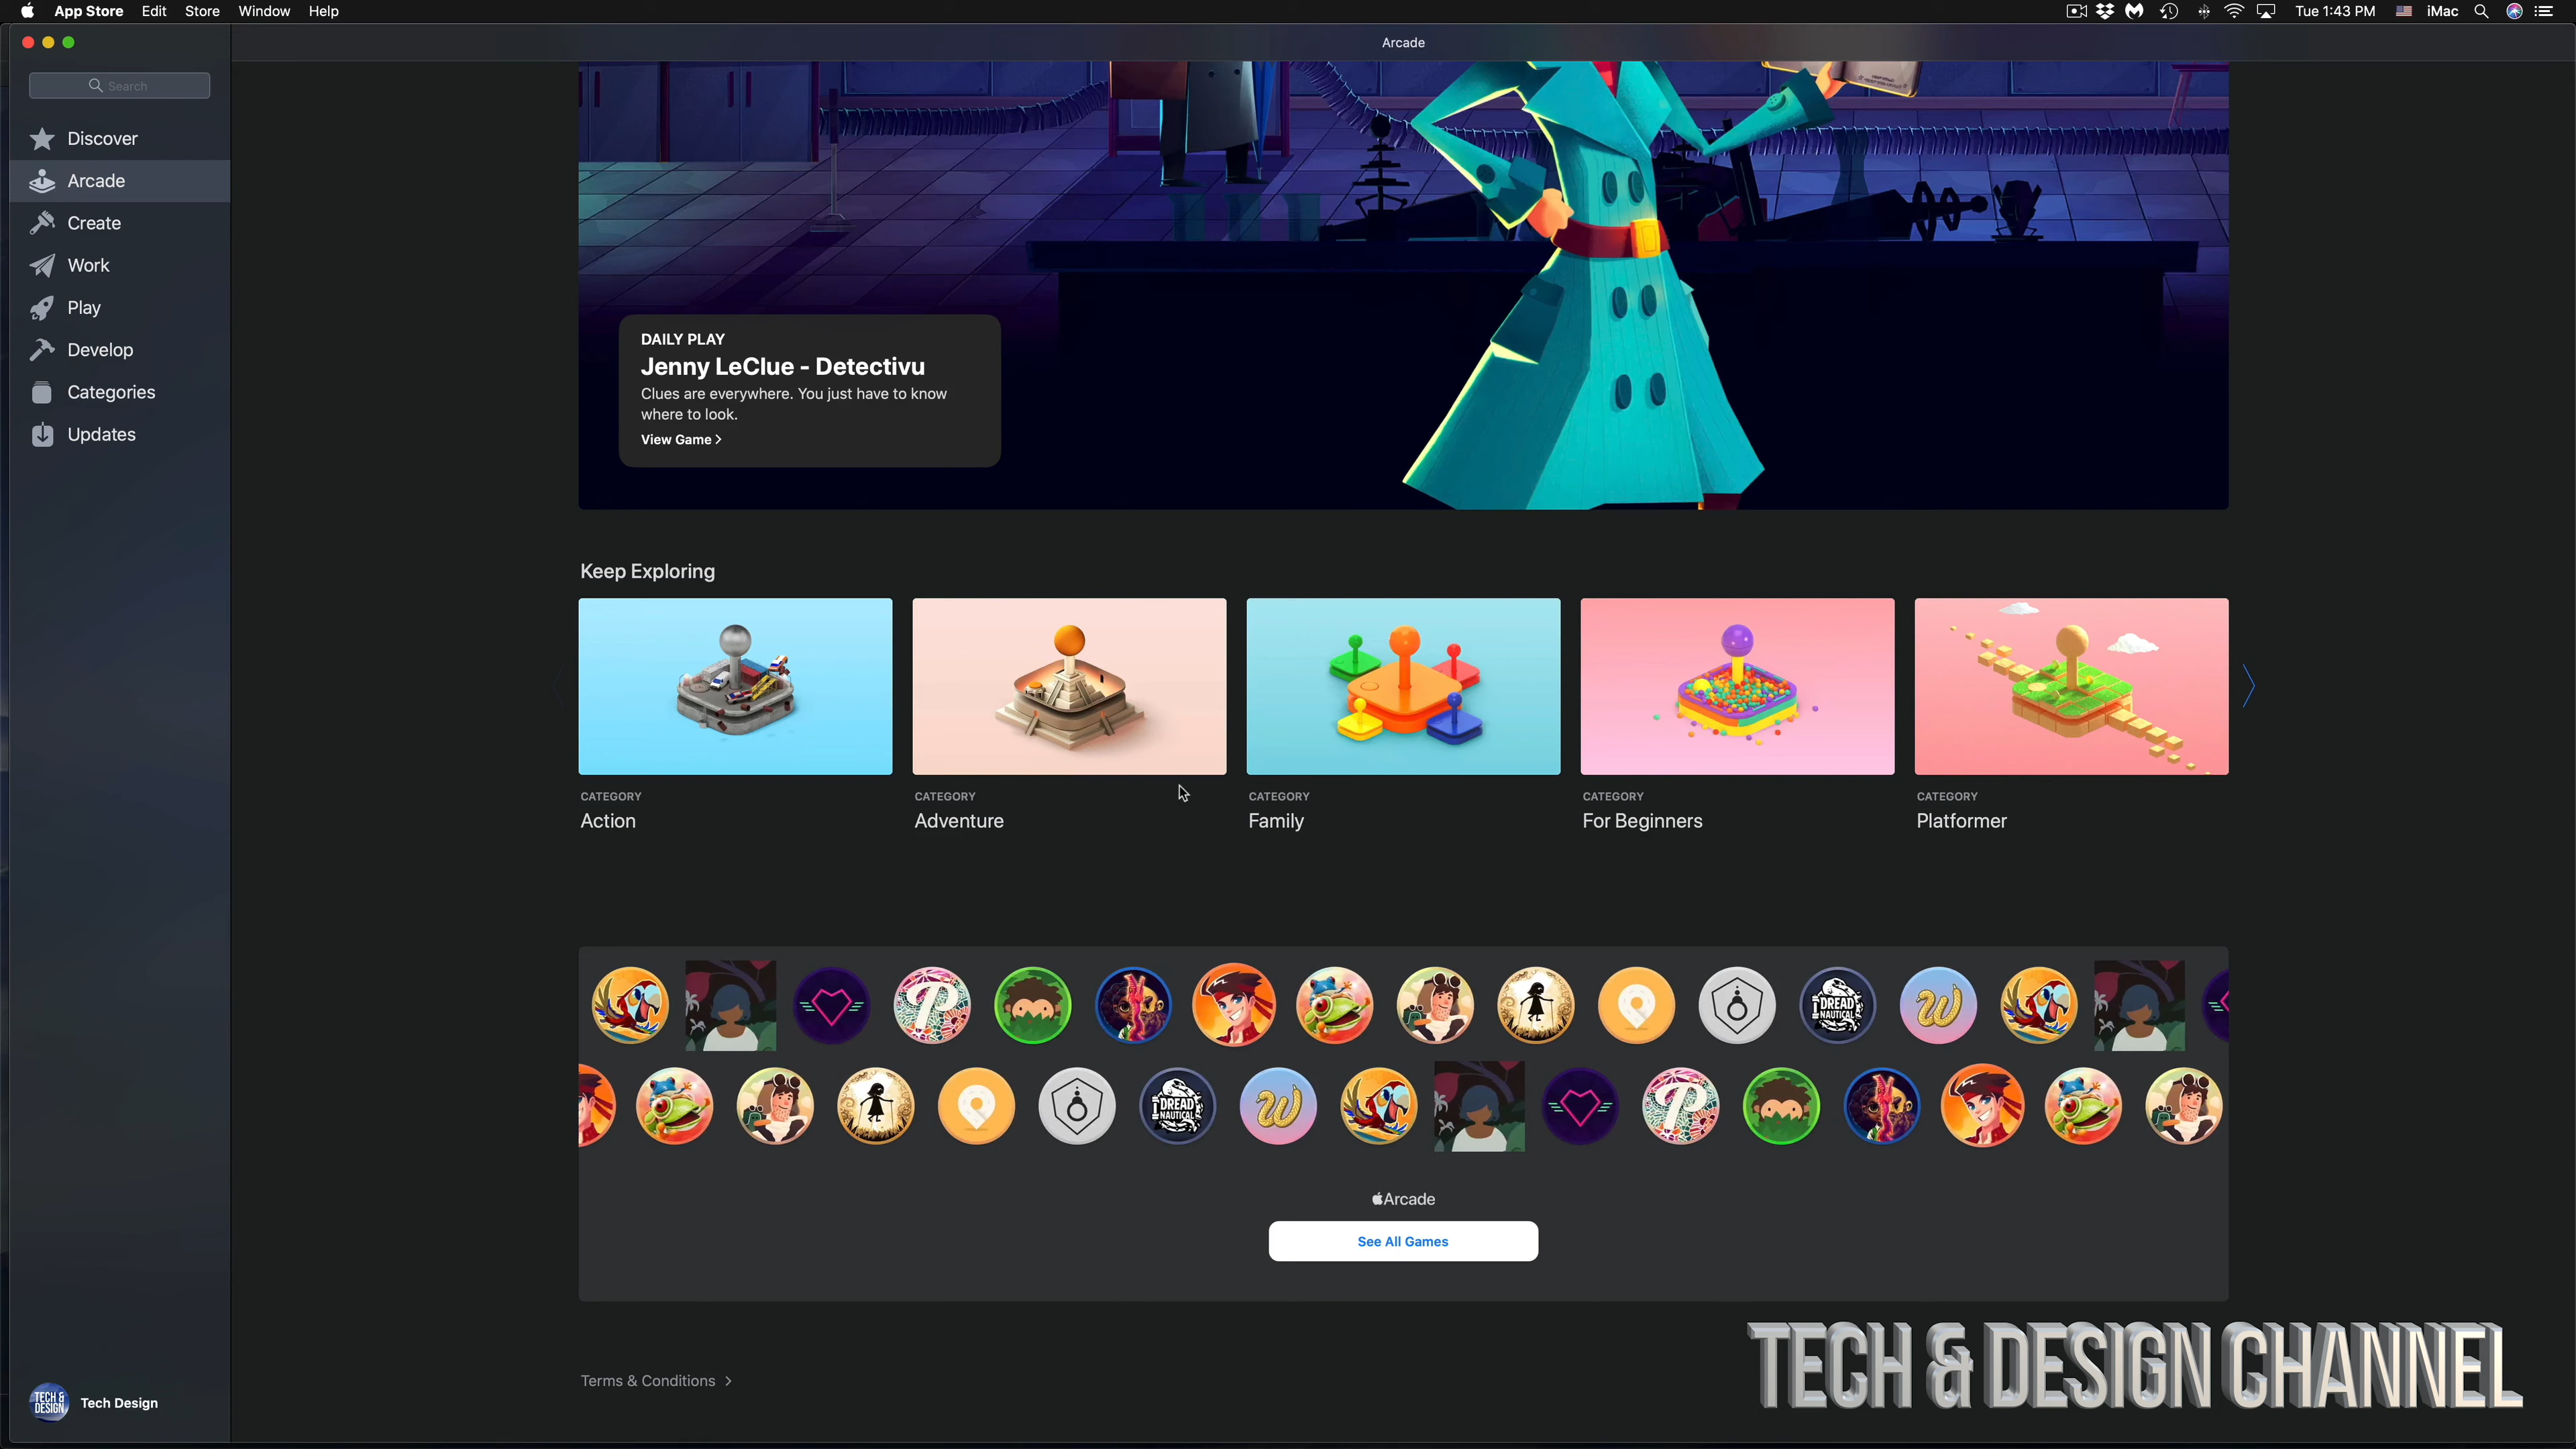 App Store Edit Store Window Help
Tue 1:43 PM iMac
Arcade
Search
Discover
Arcade
Create
Work
Play
Develop
Categories
Updates
DAILY PLAY
Jenny LeClue - Detectivu
Clues are everywhere. You just have to know
where to look.
View Game >
Keep Exploring
CATEGORY
Action
CATEGORY
Adventure
CATEGORY
Family
CATEGORY
For Beginners
CATEGORY
Platformer
DREAD
NAUTICAL
DREAD
NAUTICAL
Arcade
See All Games
Terms & Conditions >
TECH &
DESIGN
Tech Design
TECH & DESIGN CHANNEL